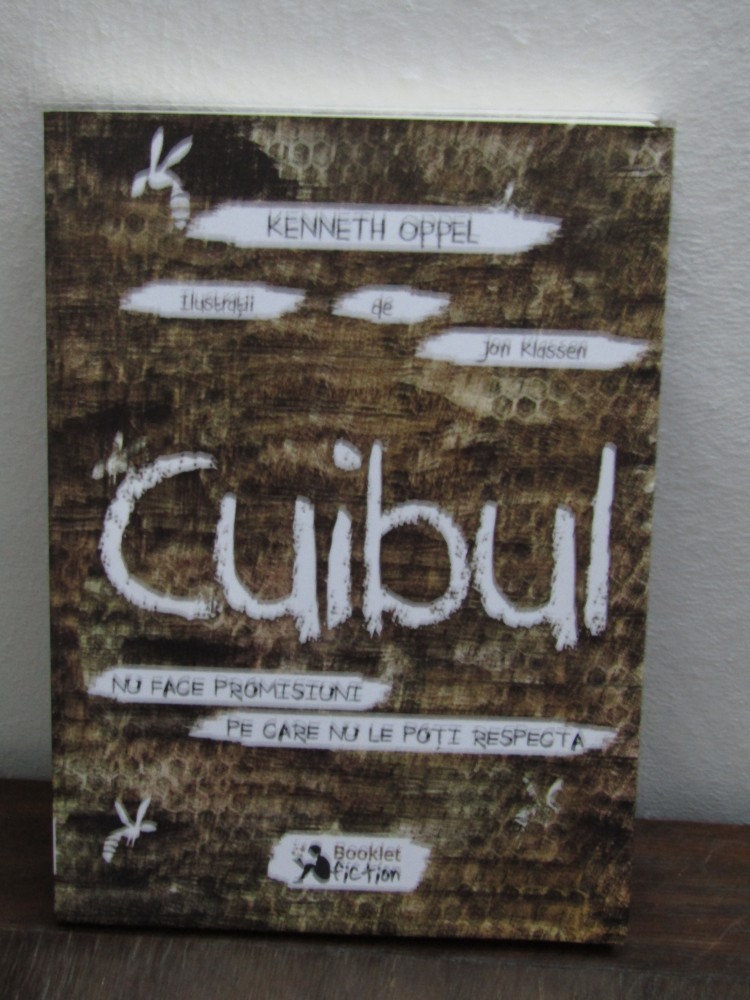 KENNETH OPPEL
Ilustrații de
Jon Klassen
Cuibul
NU FACE PROMISIUNI
PE CARE NU LE POȚI RESPECTA
Booklet
fiction